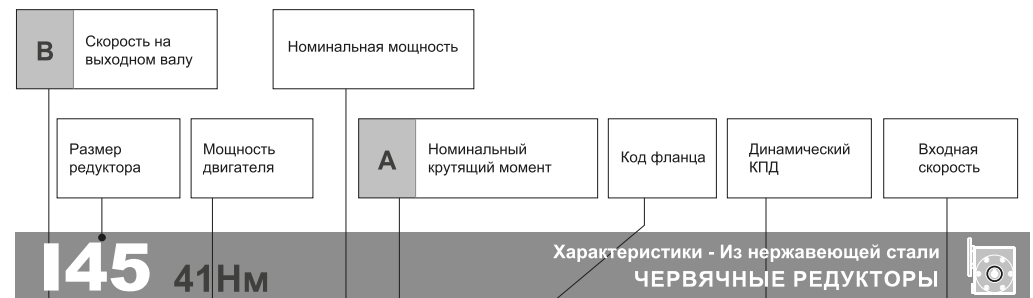 B
Скорость на
выходном валу
Номинальная мощность
Размер
редуктора
Мощность
двигателя
A
Номинальный
крутящий момент
Код фланца
Динамический
КПД
Входная
скорость
I45 41Нм
Характеристики - Из нержавеющей стали
ЧЕРВЯЧНЫЕ РЕДУКТОРЫ